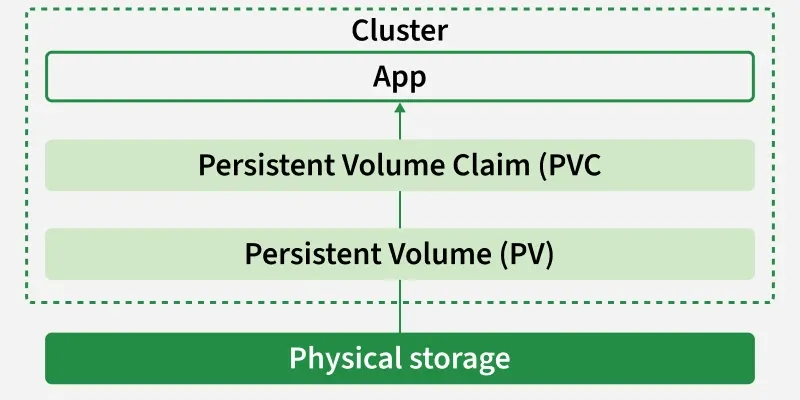 Cluster
App
Persistent Volume Claim (PVC
Persistent Volume (PV)
Physical storage